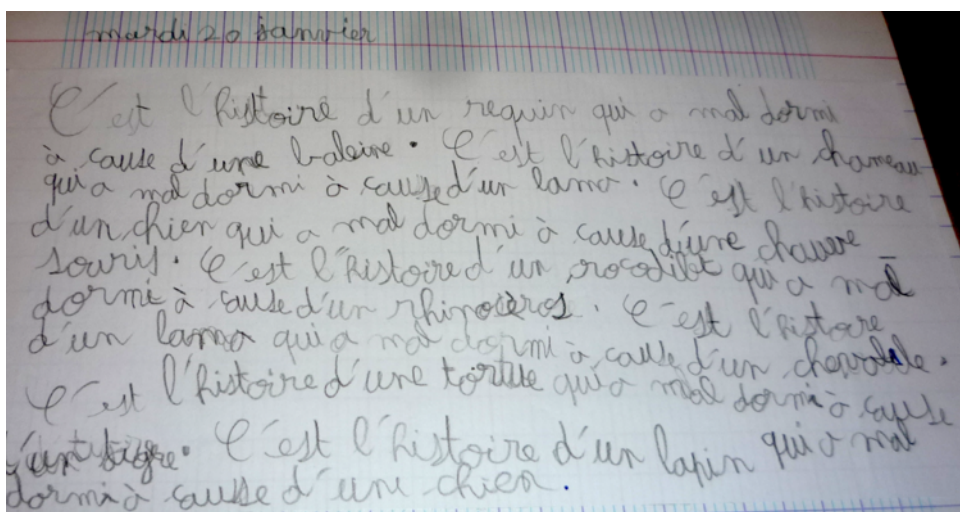 mardi 20 janvier
C'est l'histoire d'un requin qui a mal dormi
à cause d'une baleine. C'est l'histoire d'un chameau
qui a mal dormi à cause d'un lama. C'est l'histoire
d'un chien qui a mal dormi à cause d'une chauve
souris. C'est l'histoire d'un qui a mal
dormi à cause d'un rhinocéros. C'est l'histoire
d'un lama qui a mal dormi à cause d'un
C'est l'histoire d'une tortue qui a mal dormi à cause
tigre. C'est l'histoire d'un lapin qui a mal
dormi à cause d'une chien.